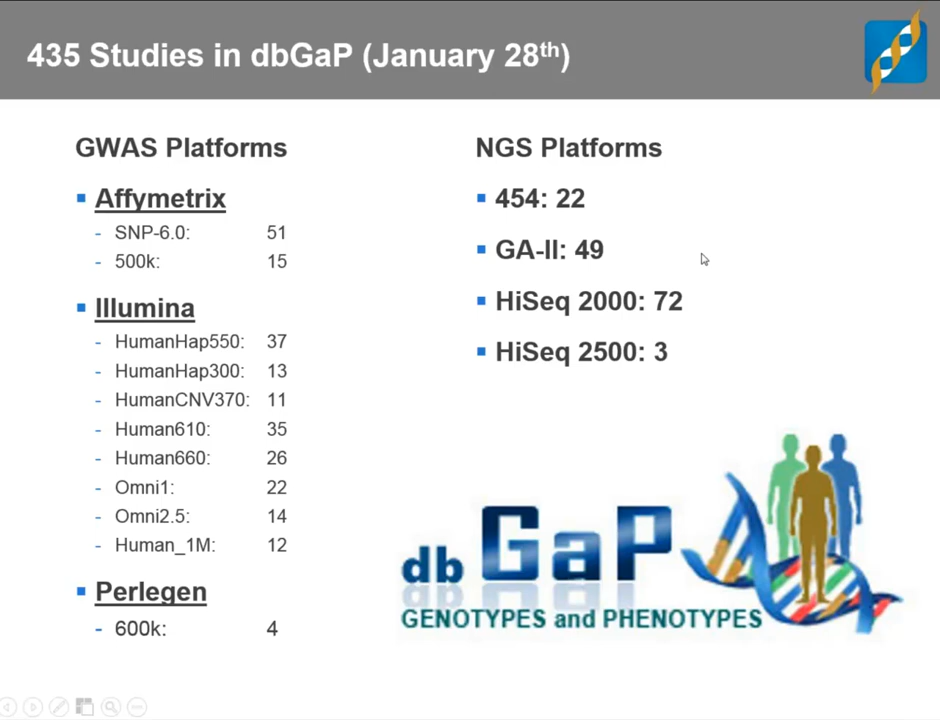 435 Studies in dbGaP (January 28th)
GWAS Platforms
Affymetrix
- SNP-6.0: 51
- 500k: 15
Illumina
- HumanHap550: 37
- HumanHap300: 13
- HumanCNV370: 11
- Human610: 35
- Human660: 26
- Omni1: 22
- Omni2.5: 14
- Human_1M: 12
Perlegen
- 600k: 4
NGS Platforms
454: 22
GA-II: 49
HiSeq 2000: 72
HiSeq 2500: 3
db GaP
GENOTYPES and PHENOTYPES